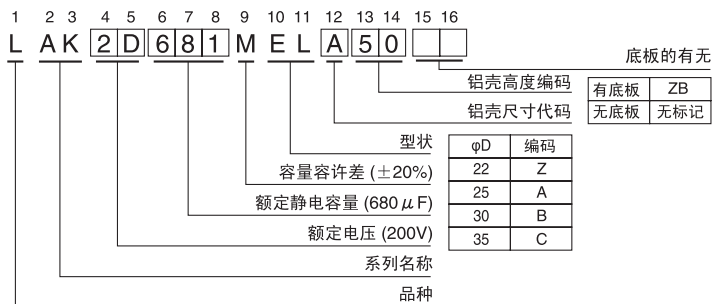 1 2 3 4 5 6 7 8 9 10 11 12 13 14 15 16
L A K 2 D 6 8 1 M E L A 5 0
底板的有无
铝壳高度编码
有底板 ZB
铝壳尺寸代码
无底板 无标记
型状
φD 编码
容量容许差 (±20%)
22 Z
25 A
额定静电容量 (680μF)
30 B
额定电压 (200V)
35 C
系列名称
品种